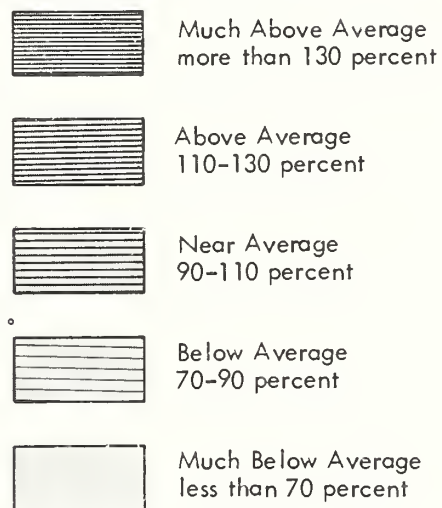 Much Above Average
more than 130 percent
Above Average
110-130 percent
Near Average
90-110 percent
Below Average
70-90 percent
Much Below Average
less than 70 percent